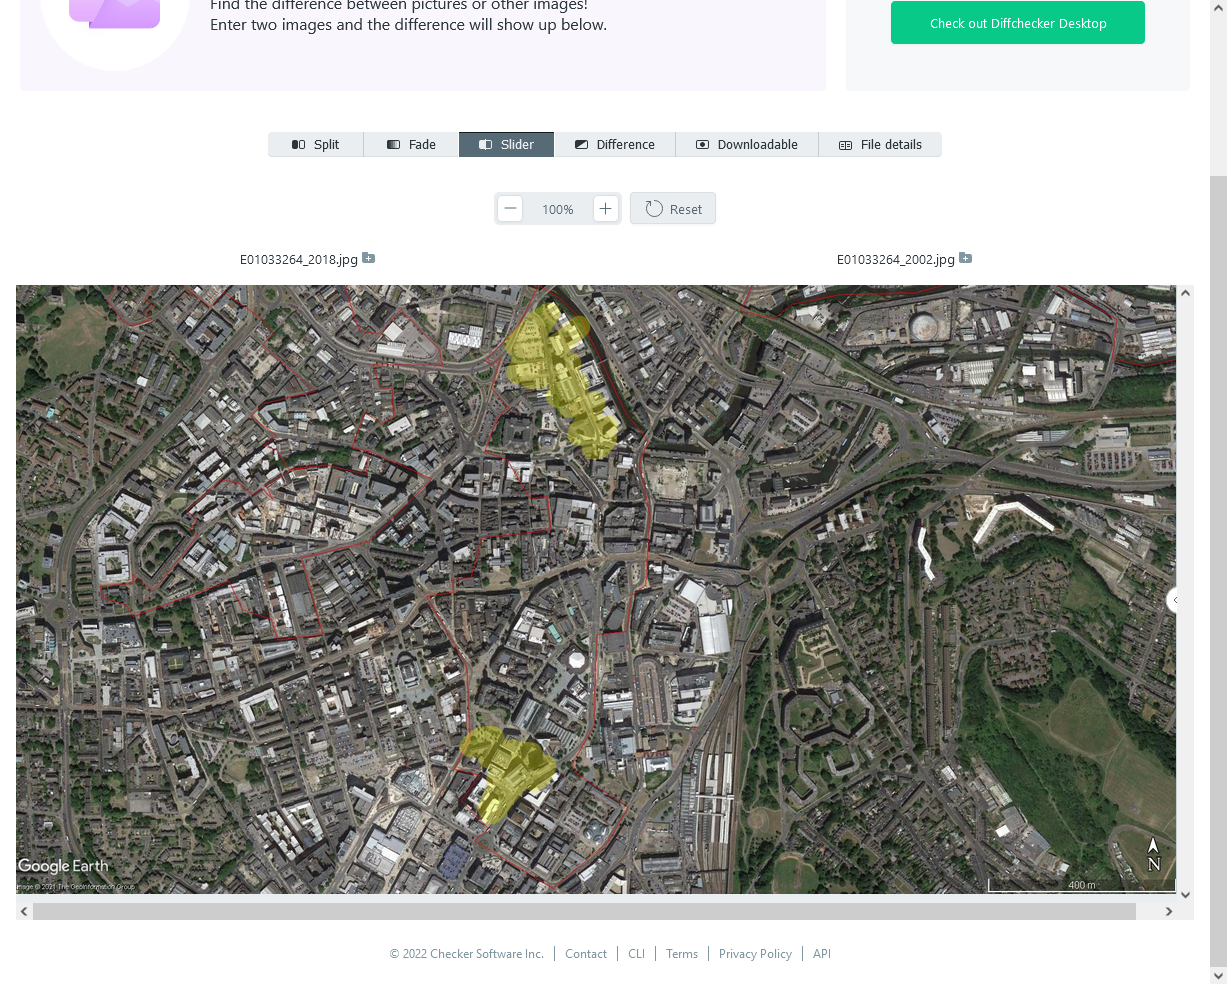 Find the difference between pictures or other images!
Enter two images and the difference will show up below.
Check out Diffchecker Desktop
Split
Fade
Slider
Difference
Downloadable
File details
100%
Reset
E01033264_2018.jpg
E01033264_2002.jpg
Google Earth
Image © 2021 The GeoInformation Group
N
400 m
© 2022 Checker Software Inc.
Contact
CLI
Terms
Privacy Policy
API